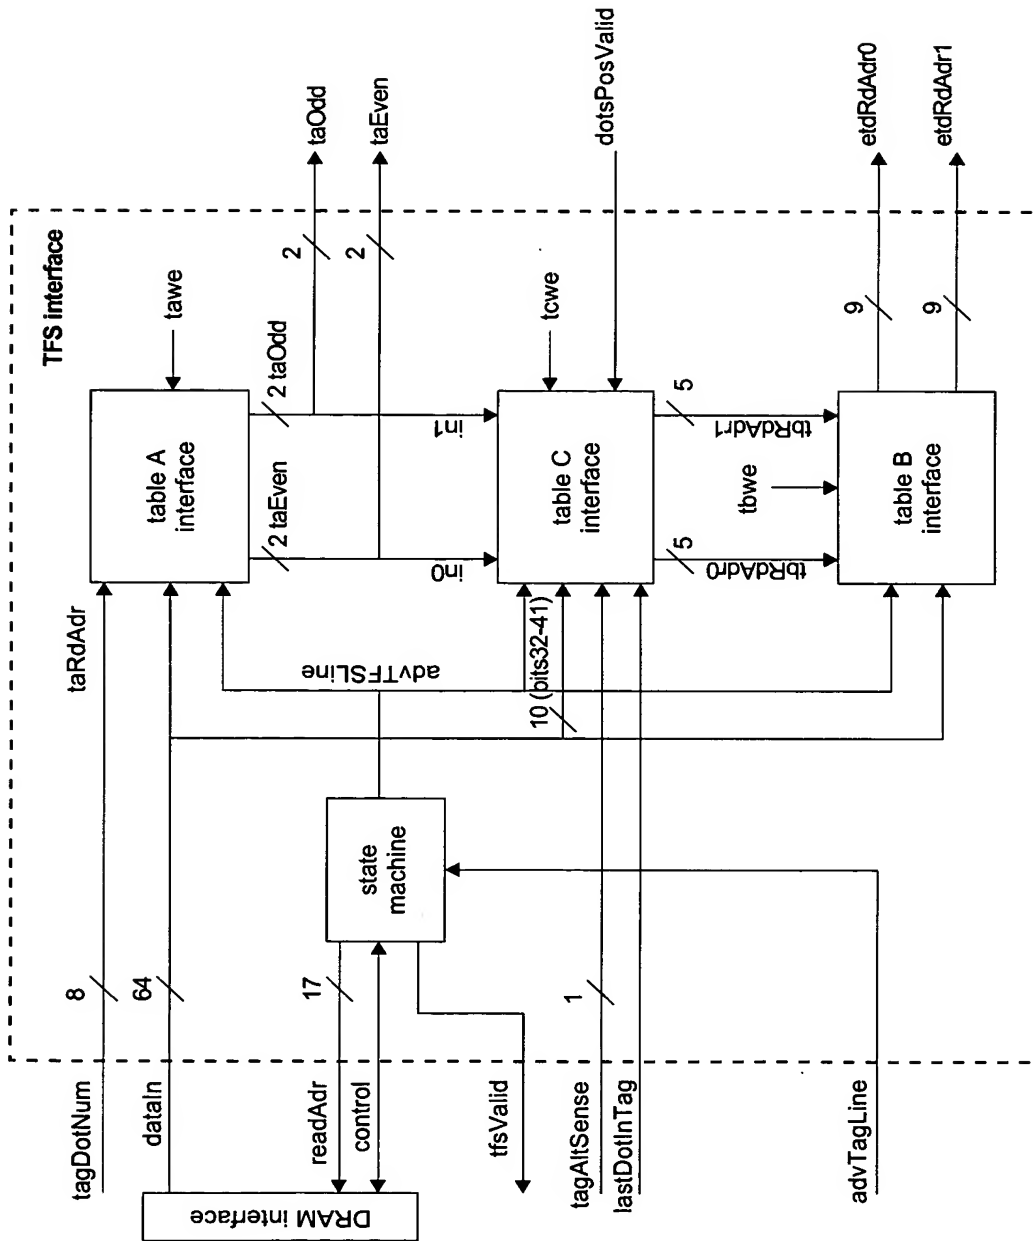 TFS interface
tagDotNum
8
taRdAdr
dataIn
64
DRAM interface
readAdr
17
control
tfsValid
tagAltSense
1
lastDotInTag
advTagLine
state
machine
advTFSLine
10 (bits32-41)
table A
interface
tawe
2 taEven
2 taOdd
2
taOdd
2
taEven
in0
in1
table C
interface
tcwe
dotsPosValid
5
tbRdAdr0
5
tbRdAdr1
tbwe
table B
interface
9
etdRdAdr0
9
etdRdAdr1